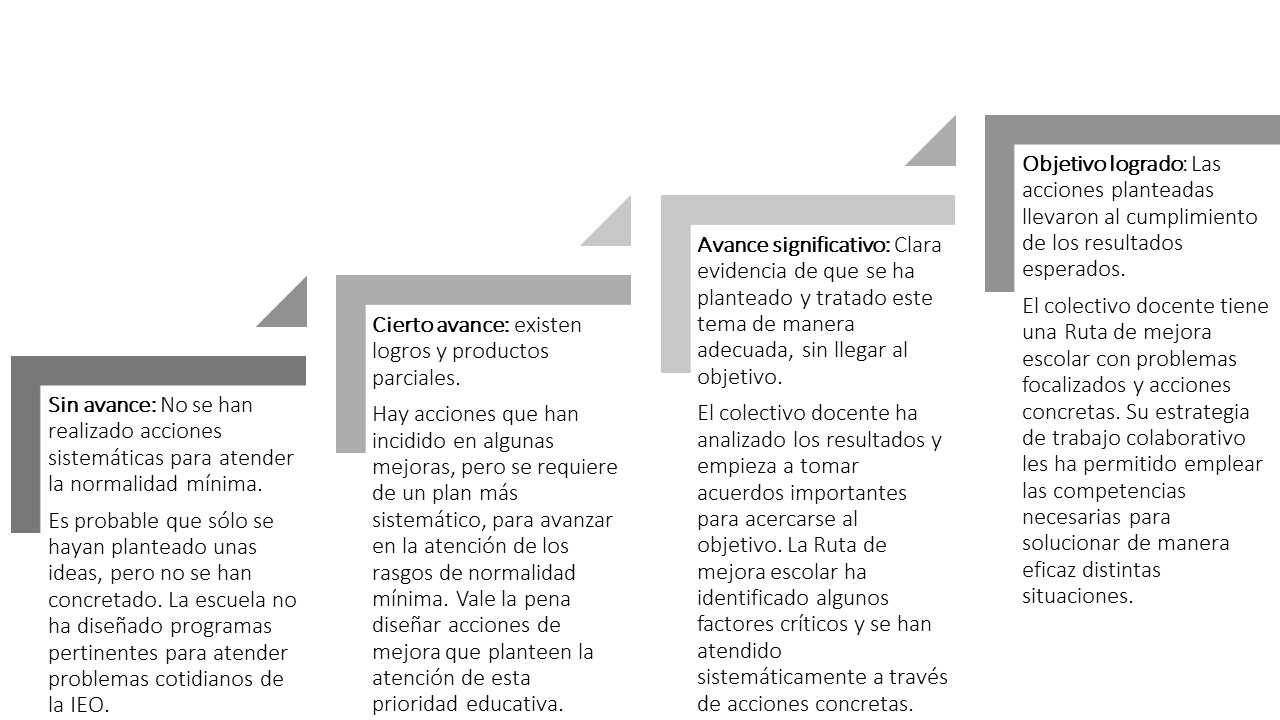 Sin avance: No se han
realizado acciones
sistemáticas para atender
la normalidad mínima.
Es probable que sólo se
hayan planteado unas
ideas, pero no se han
concretado. La escuela no
ha diseñado programas
pertinentes para atender
problemas cotidianos de
la IEO.
Cierto avance: existen
logros y productos
parciales.
Hay acciones que han
incidido en algunas
mejoras, pero se requiere
de un plan más
sistemático, para avanzar
en la atención de los
rasgos de normalidad
mínima. Vale la pena
diseñar acciones de
mejora que planteen la
atención de esta
prioridad educativa.
Avance significativo: Clara
evidencia de que se ha
planteado y tratado este
tema de manera
adecuada, sin llegar al
objetivo.
El colectivo docente ha
analizado los resultados y
empieza a tomar
acuerdos importantes
para acercarse al
objetivo. La Ruta de
mejora escolar ha
identificado algunos
factores críticos y se han
atendido
sistemáticamente a través
de acciones concretas.
Objetivo logrado: Las
acciones planteadas
llevaron al cumplimiento
de los resultados
esperados.
El colectivo docente tiene
una Ruta de mejora
escolar con problemas
focalizados y acciones
concretas. Su estrategia
de trabajo colaborativo
les ha permitido emplear
las competencias
necesarias para
solucionar de manera
eficaz distintas
situaciones.